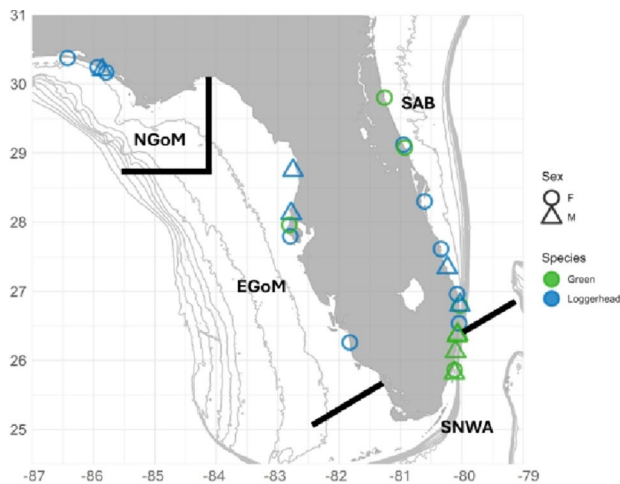 31
30
29
28
27
26
25
NGoM
SAB
EGoM
SNWA
-87
-86
-85
-84
-83
-82
-81
-80
-79
Sex
F
M
Species
Green
Loggerhead